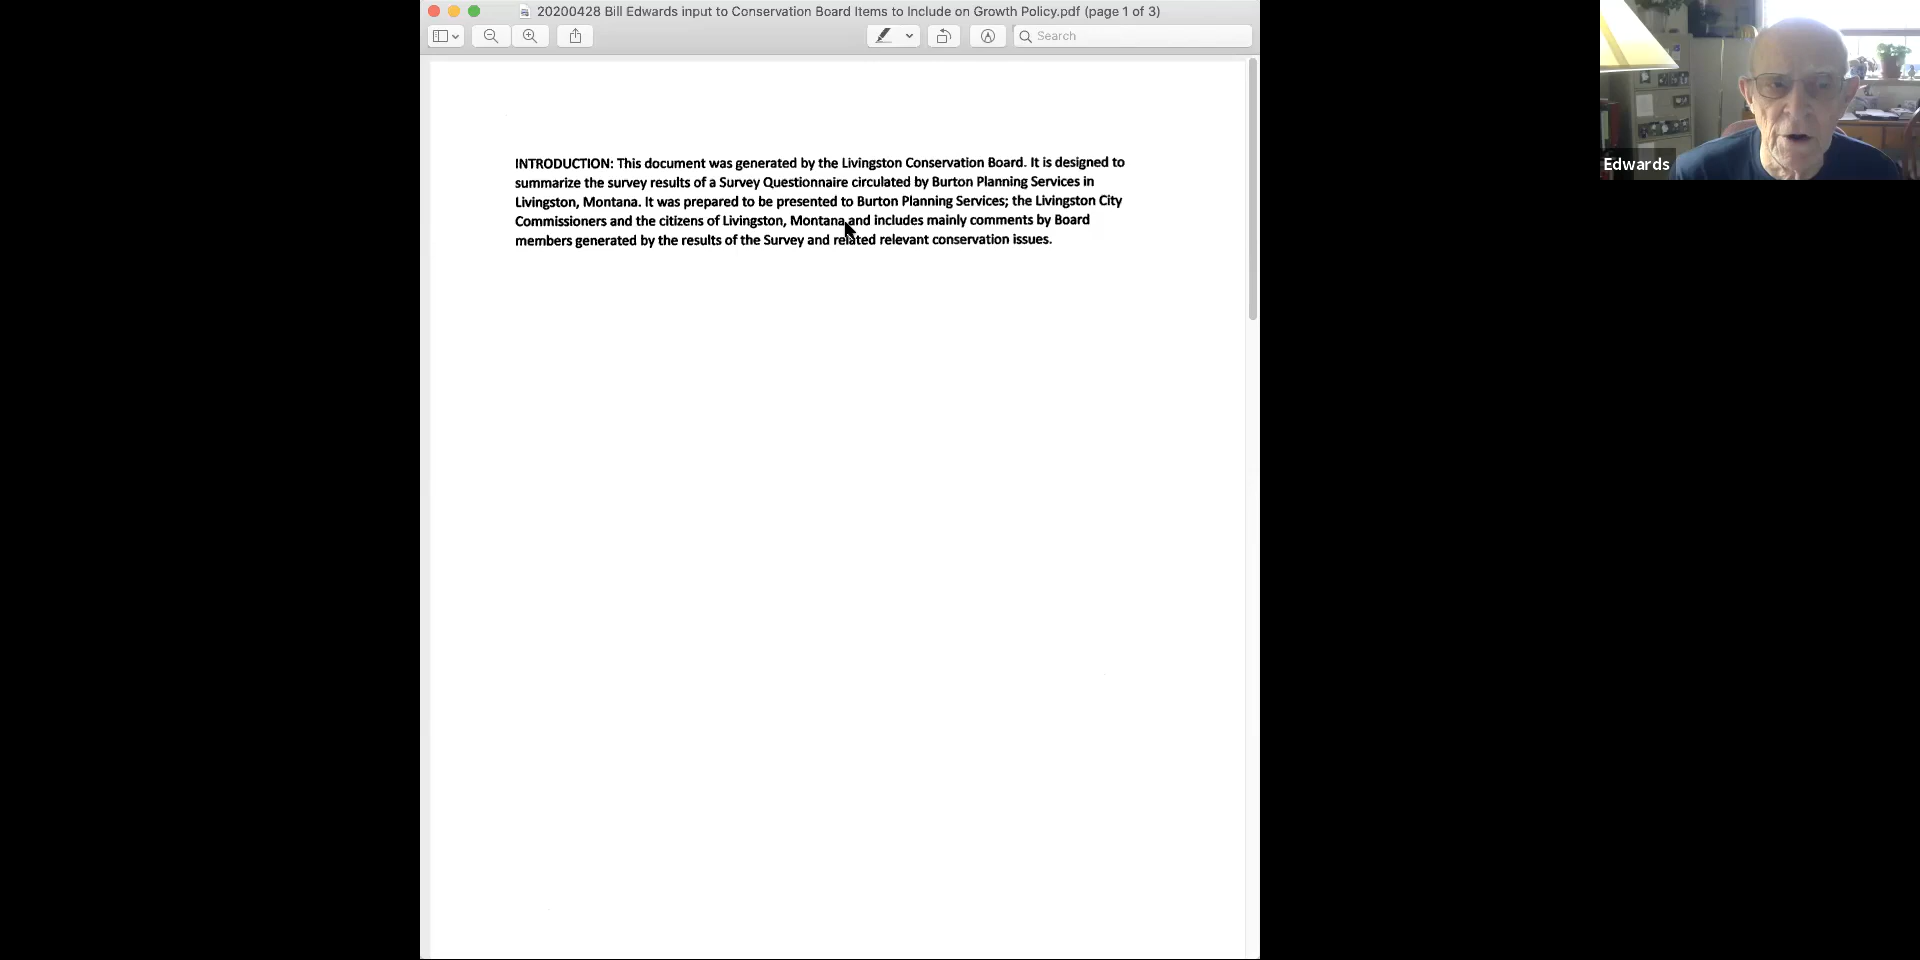 20200428 Bill Edwards input to Conservation Board Items to Include on Growth Policy.pdf (page 1 of 3)
Search
INTRODUCTION: This document was generated by the Livingston Conservation Board. It is designed to
summarize the survey results of a Survey Questionnaire circulated by Burton Planning Services in
Livingston, Montana. It was prepared to be presented to Burton Planning Services; the Livingston City
Commissioners and the citizens of Livingston, Montana and includes mainly comments by Board
members generated by the results of the Survey and related relevant conservation issues.
Edwards